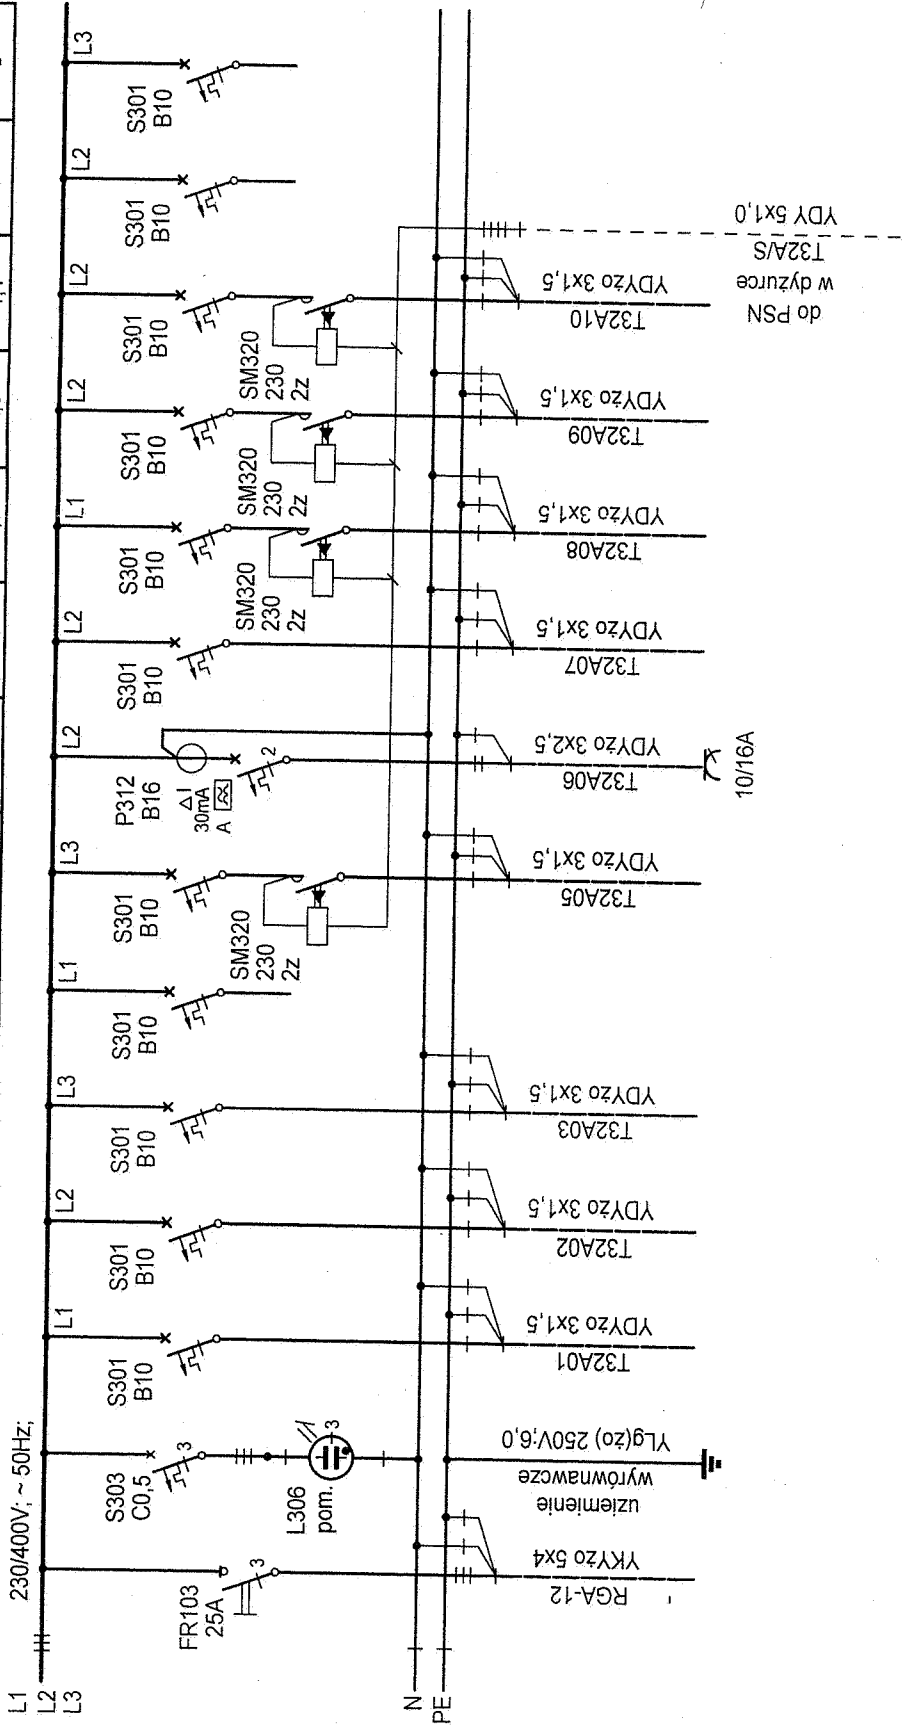 L1
L2
L3
230/400V; ~ 50Hz;
N
PE
FR103
25A
3
RGA-12
YKYżo 5x4
S303
C0,5
3
L306
pom.
3
uziemienie
wyrównawcze
YLg(żo) 250V;6,0
L1
S301
B10
T32A01
YDYżo 3x1,5
L2
S301
B10
T32A02
YDYżo 3x1,5
L3
S301
B10
T32A03
YDYżo 3x1,5
L1
S301
B10
L3
S301
B10
SM320
230
2z
T32A05
YDYżo 3x1,5
L2
P312
B16
ΔI
30mA
A
2
T32A06
YDYżo 3x2,5
10/16A
L2
S301
B10
T32A07
YDYżo 3x1,5
L1
S301
B10
SM320
230
2z
T32A08
YDYżo 3x1,5
L2
S301
B10
SM320
230
2z
T32A09
YDYżo 3x1,5
L2
S301
B10
SM320
230
2z
T32A10
YDYżo 3x1,5
do PSN
w dyżurce
T32A/S
YDY 5x1,0
L2
S301
B10
L3
S301
B10